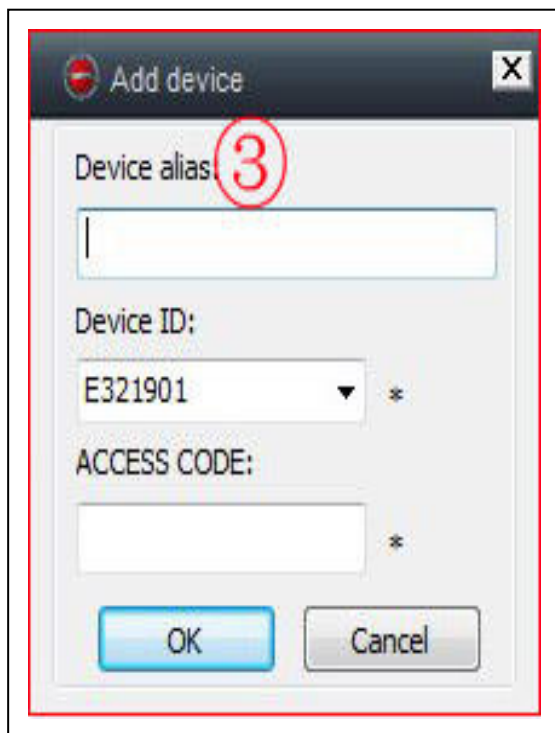 Add device X
Device alias: ③
Device ID:
E321901 *
ACCESS CODE:
*
OK Cancel